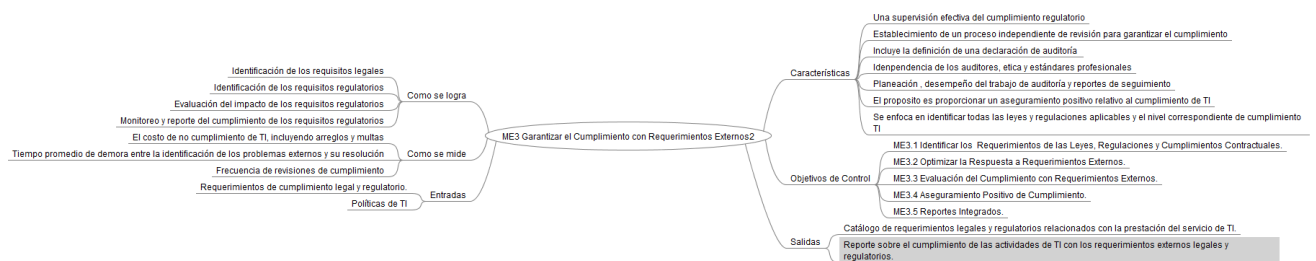 Identificación de los requisitos legales
Identificación de los requisitos regulatorios
Evaluación del impacto de los requisitos regulatorios
Monitoreo y reporte del cumplimiento de los requisitos regulatorios
Como se logra
El costo de no cumplimiento de TI, incluyendo arreglos y multas
Tiempo promedio de demora entre la identificación de los problemas externos y su resolución
Frecuencia de revisiones de cumplimiento
Como se mide
Requerimientos de cumplimiento legal y regulatorio.
Políticas de TI
Entradas
ME3 Garantizar el Cumplimiento con Requerimientos Externos2
Características
Una supervisión efectiva del cumplimiento regulatorio
Establecimiento de un proceso independiente de revisión para garantizar el cumplimiento
Incluye la definición de una declaración de auditoría
Idenpendencia de los auditores, etica y estándares profesionales
Planeación , desempeño del trabajo de auditoría y reportes de seguimiento
El proposito es proporcionar un aseguramiento positivo relativo al cumplimiento de TI
Se enfoca en identificar todas las leyes y regulaciones aplicables y el nivel correspondiente de cumplimiento
TI
Objetivos de Control
ME3.1 Identificar los Requerimientos de las Leyes, Regulaciones y Cumplimientos Contractuales.
ME3.2 Optimizar la Respuesta a Requerimientos Externos.
ME3.3 Evaluación del Cumplimiento con Requerimientos Externos.
ME3.4 Aseguramiento Positivo de Cumplimiento.
ME3.5 Reportes Integrados.
Salidas
Catálogo de requerimientos legales y regulatorios relacionados con la prestación del servicio de TI.
Reporte sobre el cumplimiento de las actividades de TI con los requerimientos externos legales y
regulatorios.